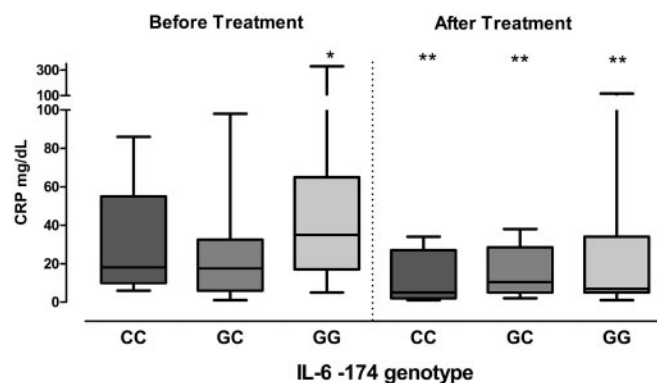 Before Treatment After Treatment
* ** ** **
300
100
100
80
60
40
20
0
CRP mg/dL
CC GC GG CC GC GG
IL-6 -174 genotype